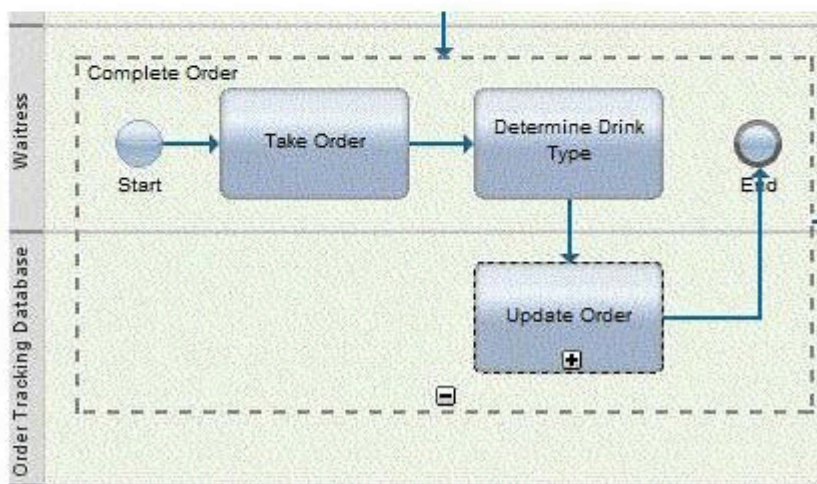 Waitress
Complete Order
Take Order
Determine Drink
Type
Start
End
Order Tracking Database
Update Order